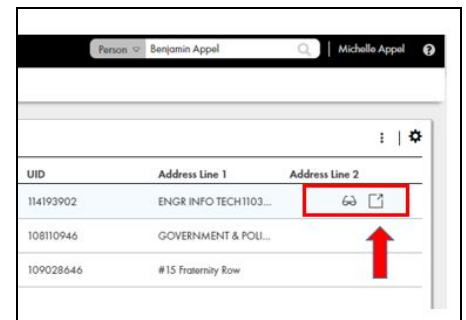 Person Benjamin Appel Michelle Appel ?
UID Address Line 1 Address Line 2
114193902 ENGR INFO TECH1103...
108110946 GOVERNMENT & POLI...
109028646 #15 Fraternity Row